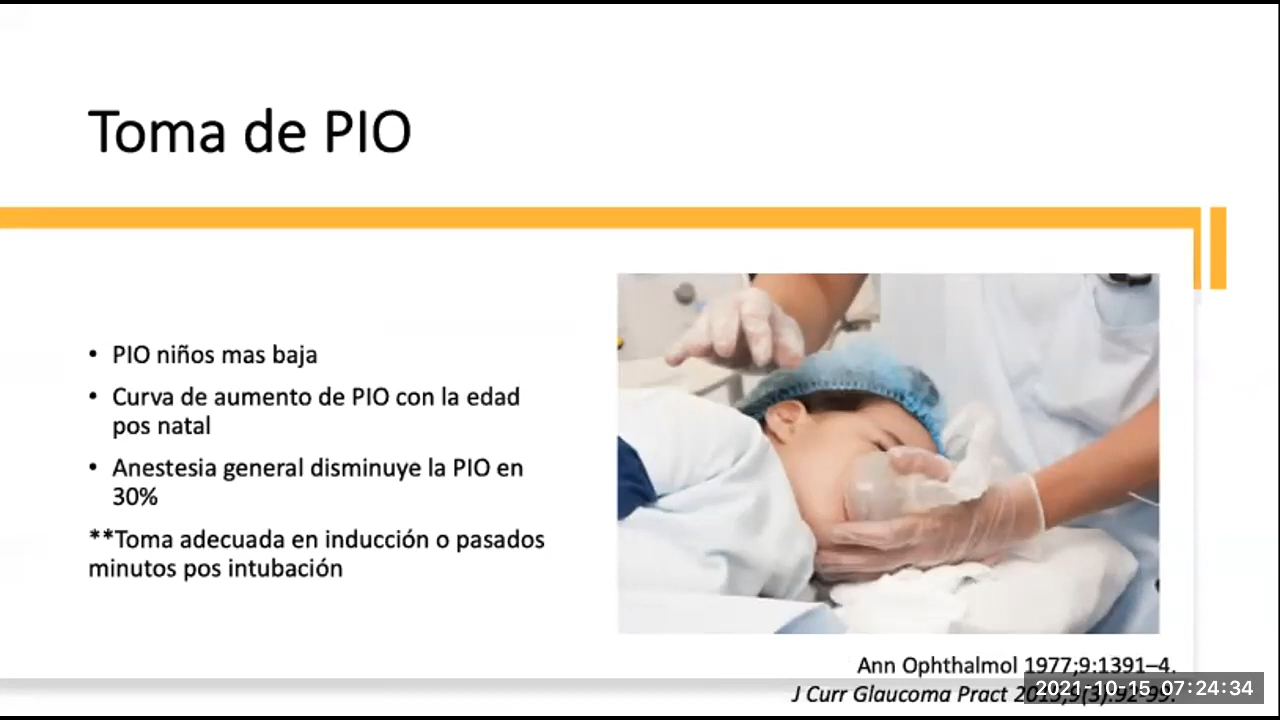 Toma de PIO
• PIO niños mas baja
• Curva de aumento de PIO con la edad
pos natal
• Anestesia general disminuye la PIO en
30%
**Toma adecuada en inducción o pasados
minutos pos intubación
Ann Ophthalmol 1977;9:1391–4.
J Curr Glaucoma Pract
2021-10-15 07:24:34